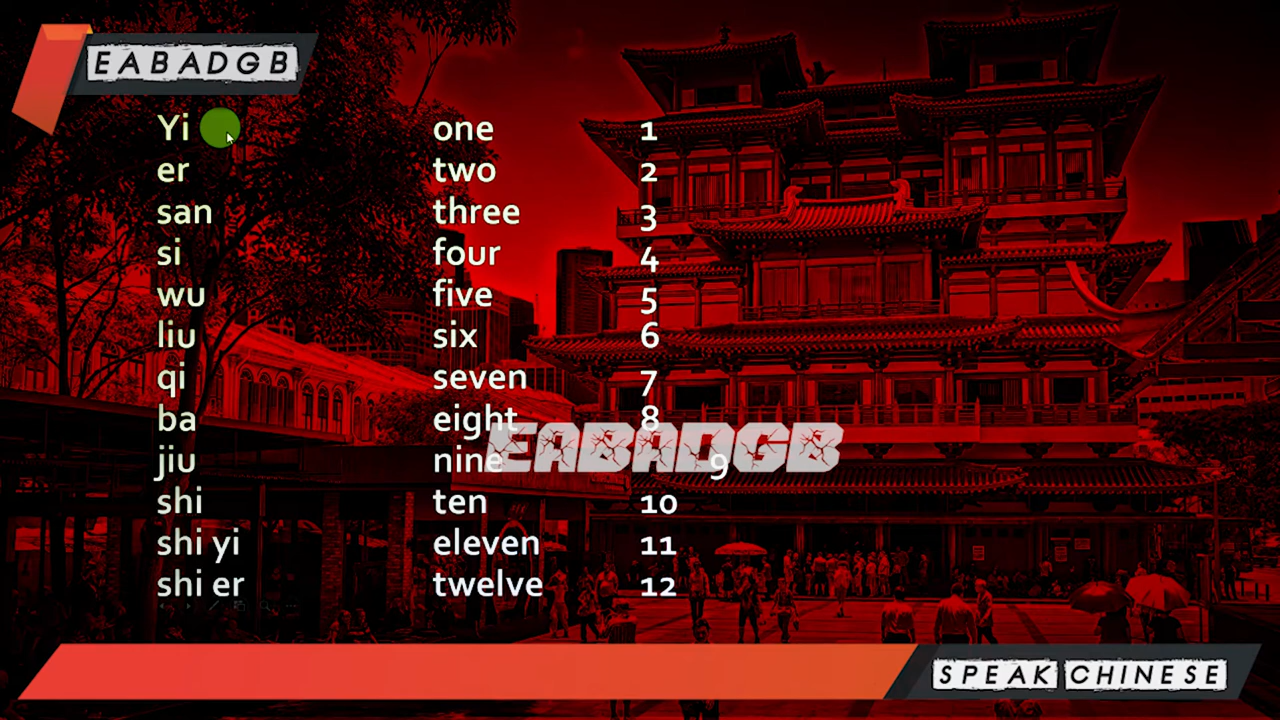 EABADGB
Yi one 1
er two 2
san three 3
si four 4
wu five 5
liu six 6
qi seven 7
ba eight 8
EABADGB
jiu nine 9
shi ten 10
shi yi eleven 11
shi er twelve 12
SPEAK CHINESE